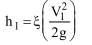 h₁ = ξ(V₁²/2g)